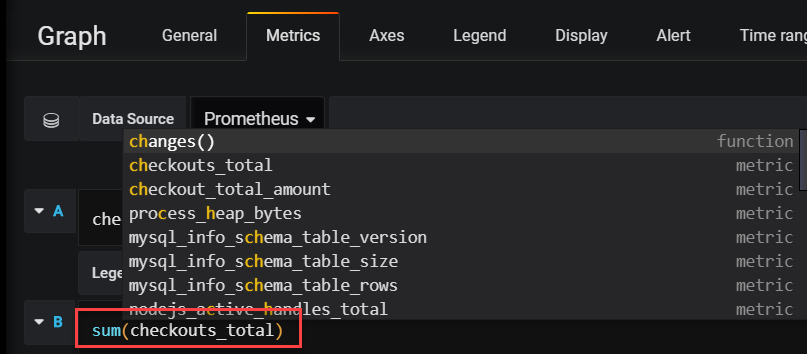 Graph General Metrics Axes Legend Display Alert Time rang
Data Source Prometheus
changes() function
checkouts_total metric
checkout_total_amount metric
A che process_heap_bytes metric
mysql_info_schema_table_version metric
mysql_info_schema_table_size metric
Lege mysql_info_schema_table_rows metric
nodejs_active_handles_total metric
B sum(checkouts_total)